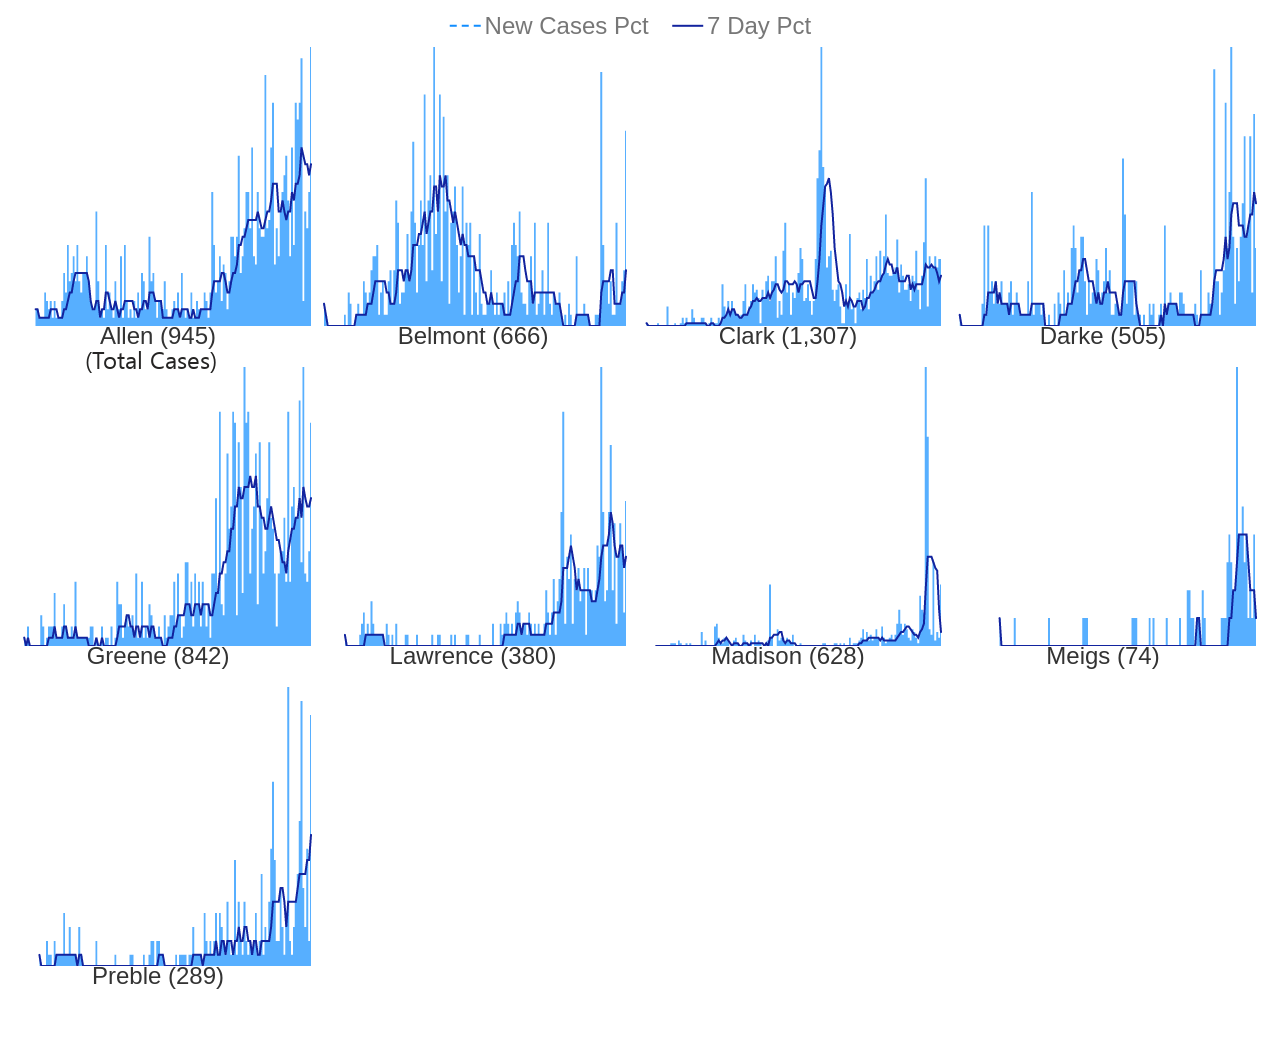 New Cases Pct 7 Day Pct
Allen (945) Belmont (666) Clark (1,307) Darke (505)
(Total Cases)
Greene (842) Lawrence (380) Madison (628) Meigs (74)
Preble (289)